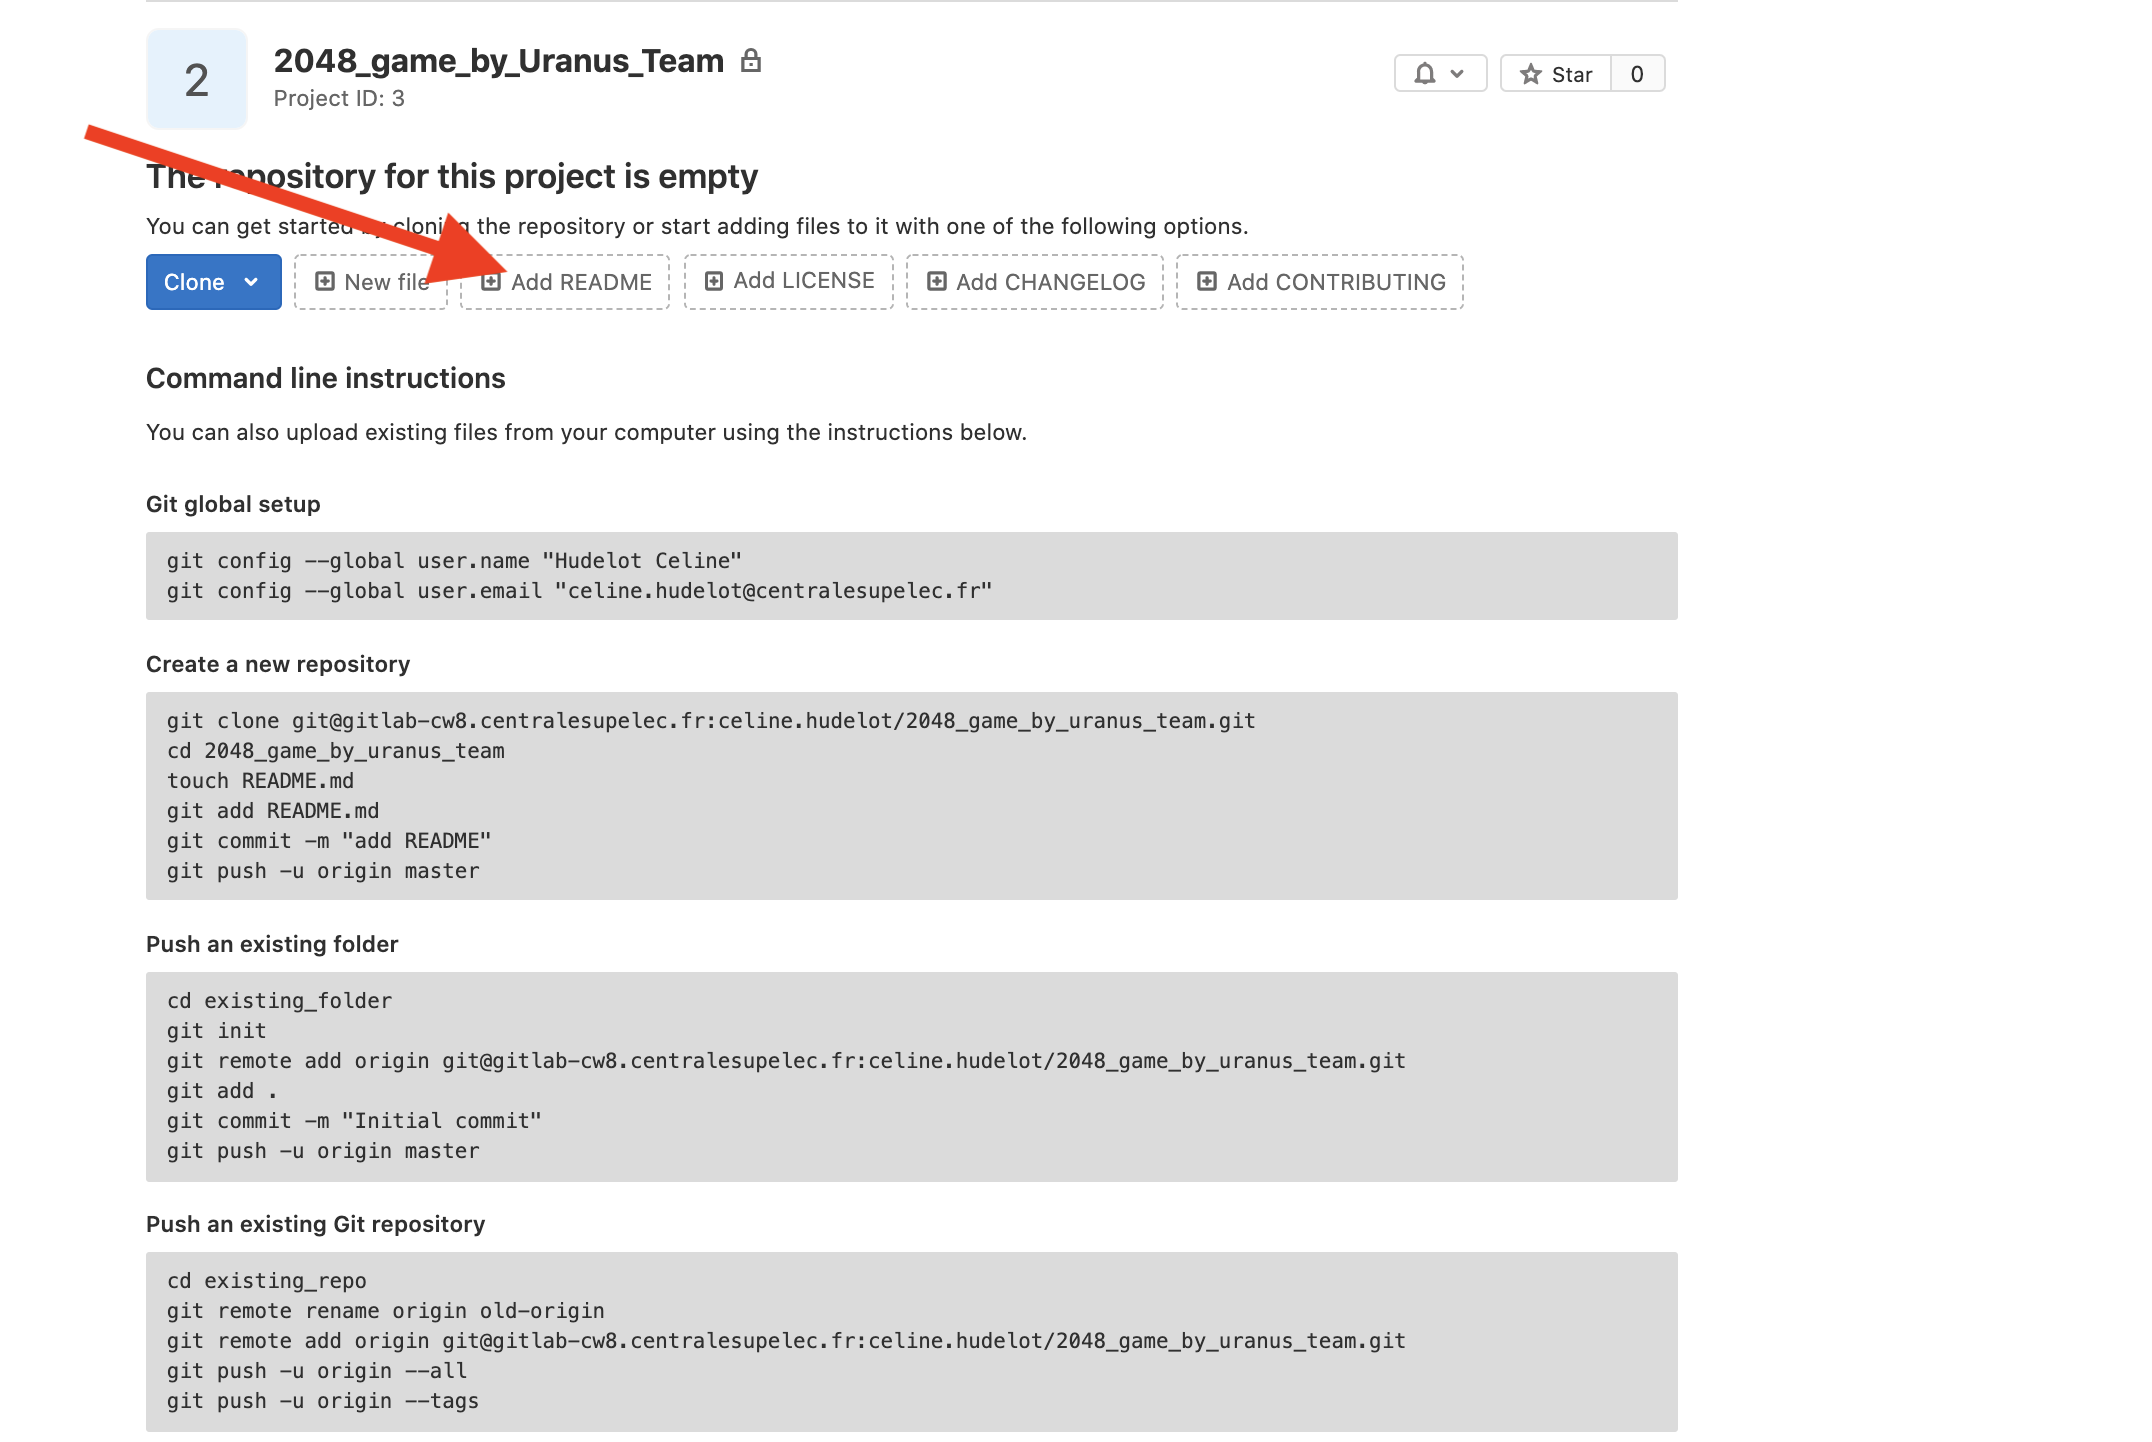 2
2048_game_by_Uranus_Team
Project ID: 3
Star 0
The repository for this project is empty
You can get started by cloning the repository or start adding files to it with one of the following options.
Clone New file Add README Add LICENSE Add CHANGELOG Add CONTRIBUTING
Command line instructions
You can also upload existing files from your computer using the instructions below.
Git global setup
git config --global user.name "Hudelot Celine"
git config --global user.email "celine.hudelot@centralesupelec.fr"
Create a new repository
git clone git@gitlab-cw8.centralesupelec.fr:celine.hudelot/2048_game_by_uranus_team.git
cd 2048_game_by_uranus_team
touch README.md
git add README.md
git commit -m "add README"
git push -u origin master
Push an existing folder
cd existing_folder
git init
git remote add origin git@gitlab-cw8.centralesupelec.fr:celine.hudelot/2048_game_by_uranus_team.git
git add .
git commit -m "Initial commit"
git push -u origin master
Push an existing Git repository
cd existing_repo
git remote rename origin old-origin
git remote add origin git@gitlab-cw8.centralesupelec.fr:celine.hudelot/2048_game_by_uranus_team.git
git push -u origin --all
git push -u origin --tags